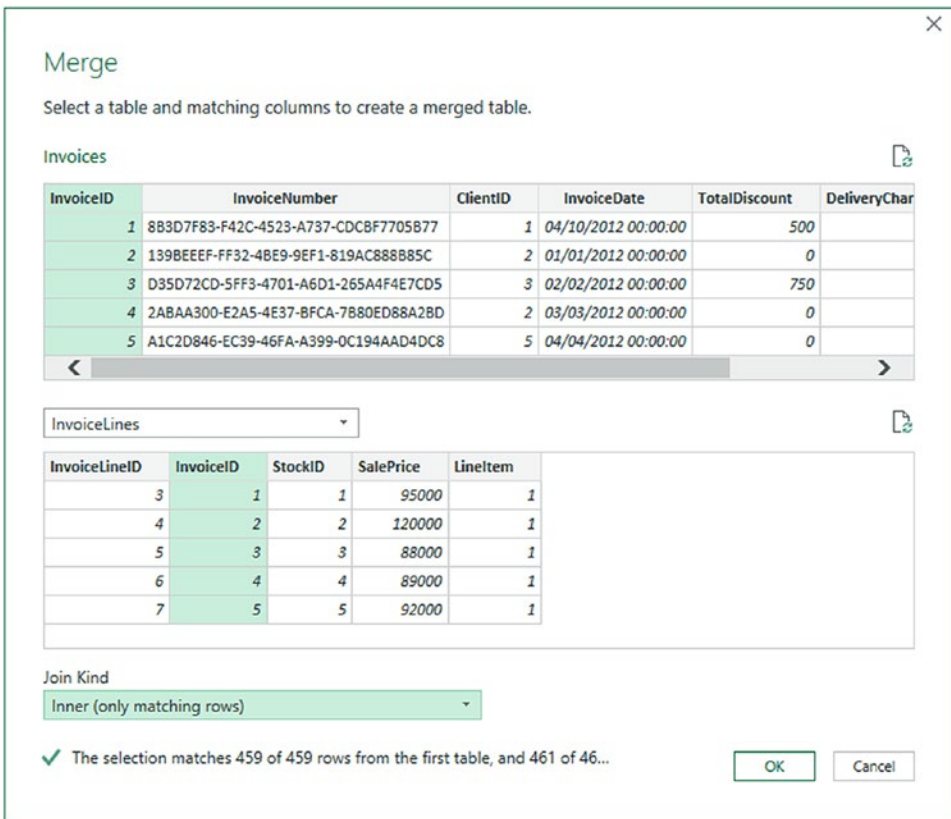 Merge
Select a table and matching columns to create a merged table.
Invoices
InvoiceID InvoiceNumber ClientID InvoiceDate TotalDiscount DeliveryChar
1 8B3D7F83-F42C-4523-A737-CDCBF7705B77 1 04/10/2012 00:00:00 500
2 139BEEEF-FF32-4BE9-9EF1-819AC888B85C 2 01/01/2012 00:00:00 0
3 D35D72CD-5FF3-4701-A6D1-265A4F4E7CD5 3 02/02/2012 00:00:00 750
4 2ABAA300-E2A5-4E37-BFCA-7B80ED88A2BD 2 03/03/2012 00:00:00 0
5 A1C2D846-EC39-46FA-A399-0C194AAD4DC8 5 04/04/2012 00:00:00 0
InvoiceLines
InvoiceLineID InvoiceID StockID SalePrice LineItem
3 1 1 95000 1
4 2 2 120000 1
5 3 3 88000 1
6 4 4 89000 1
7 5 5 92000 1
Join Kind
Inner (only matching rows)
The selection matches 459 of 459 rows from the first table, and 461 of 46...
OK Cancel